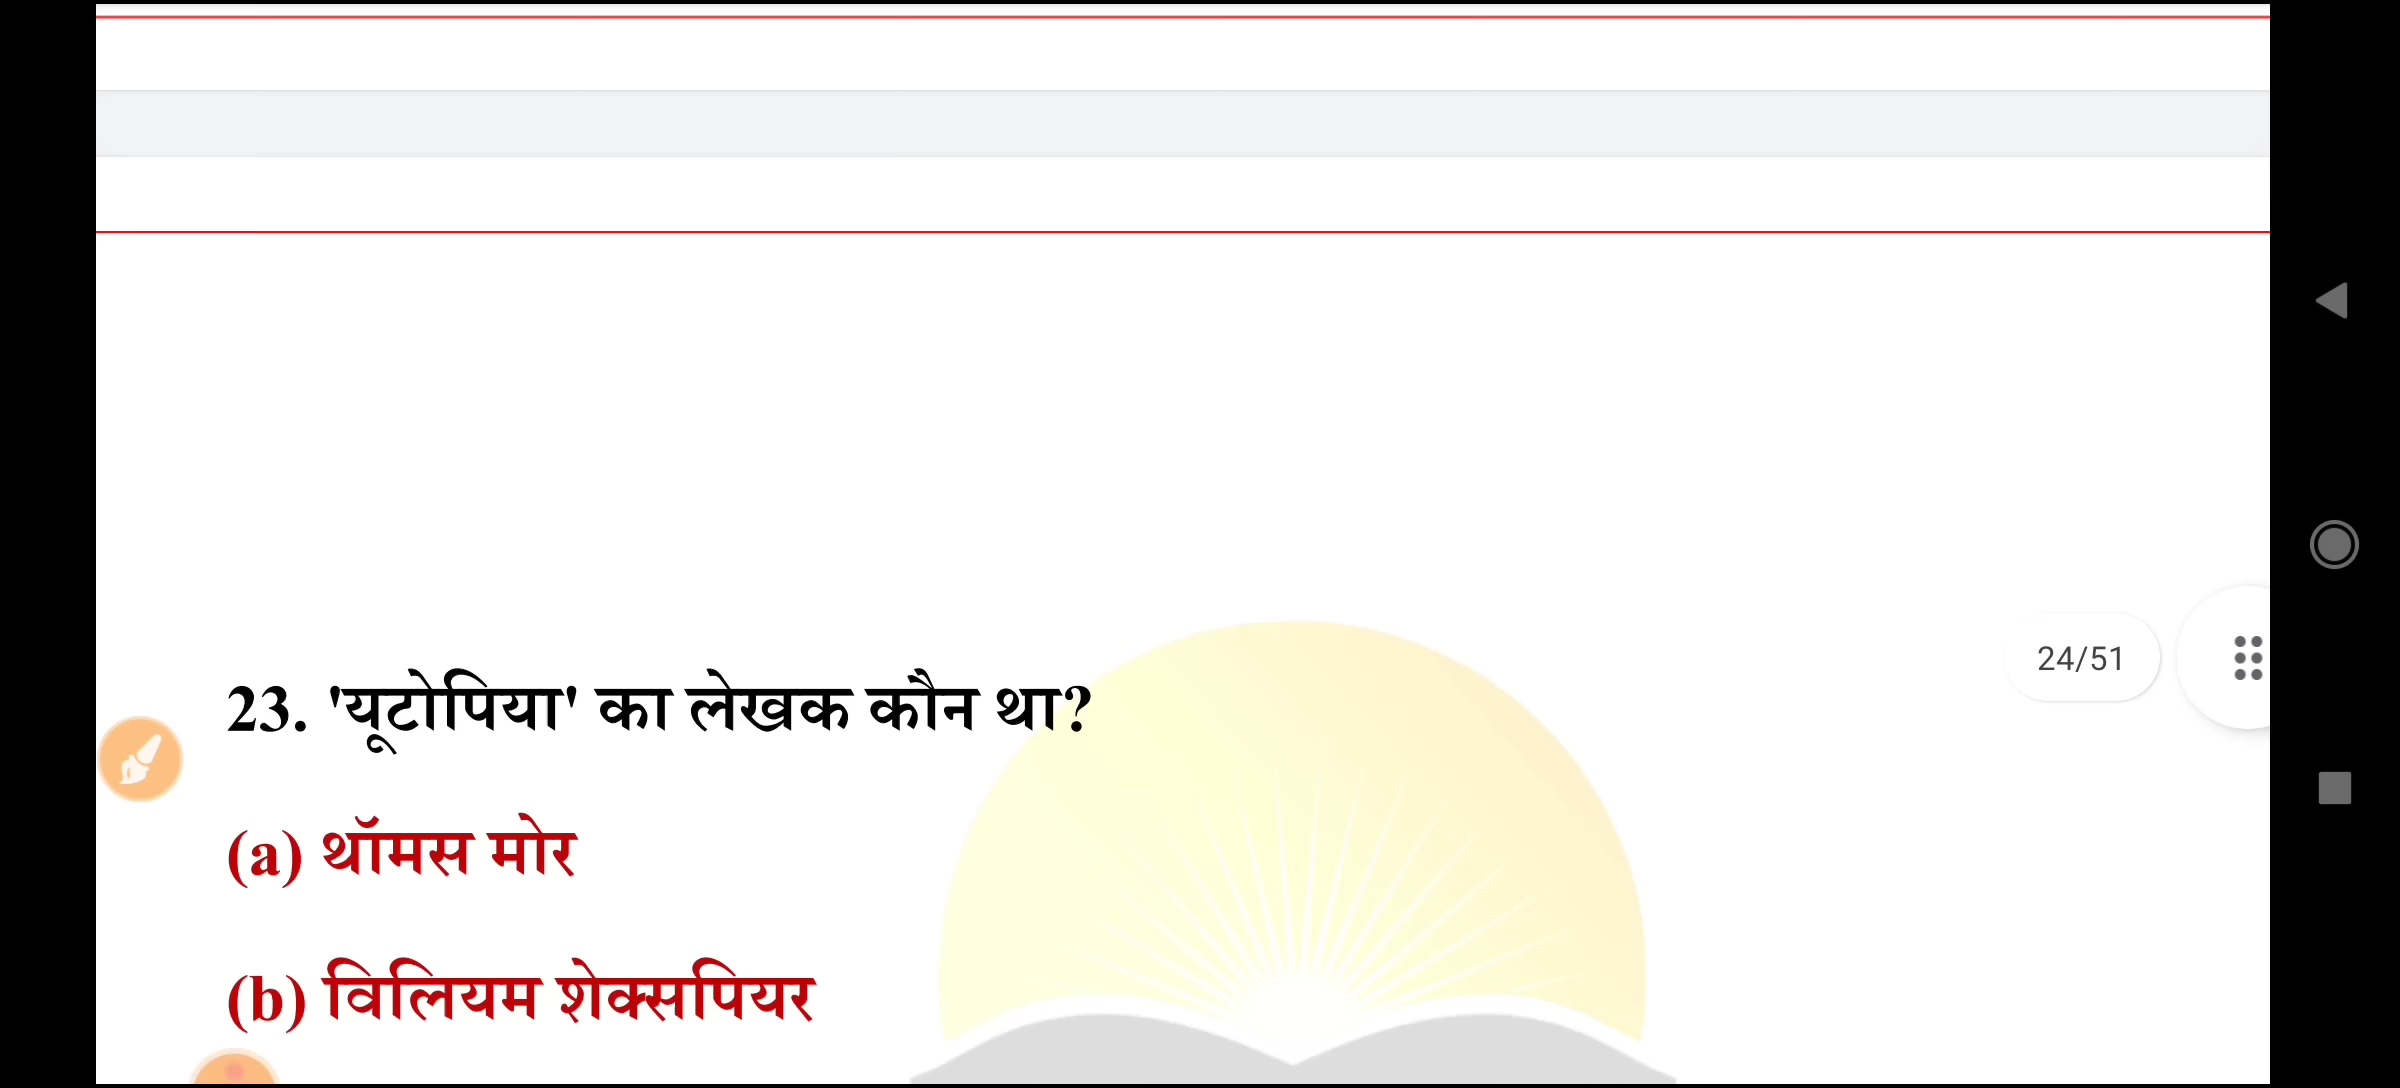 24/51
23. 'यूटोपिया' का लेखक कौन था?
(a) थॉमस मोर
(b) विलियम शेक्सपियर